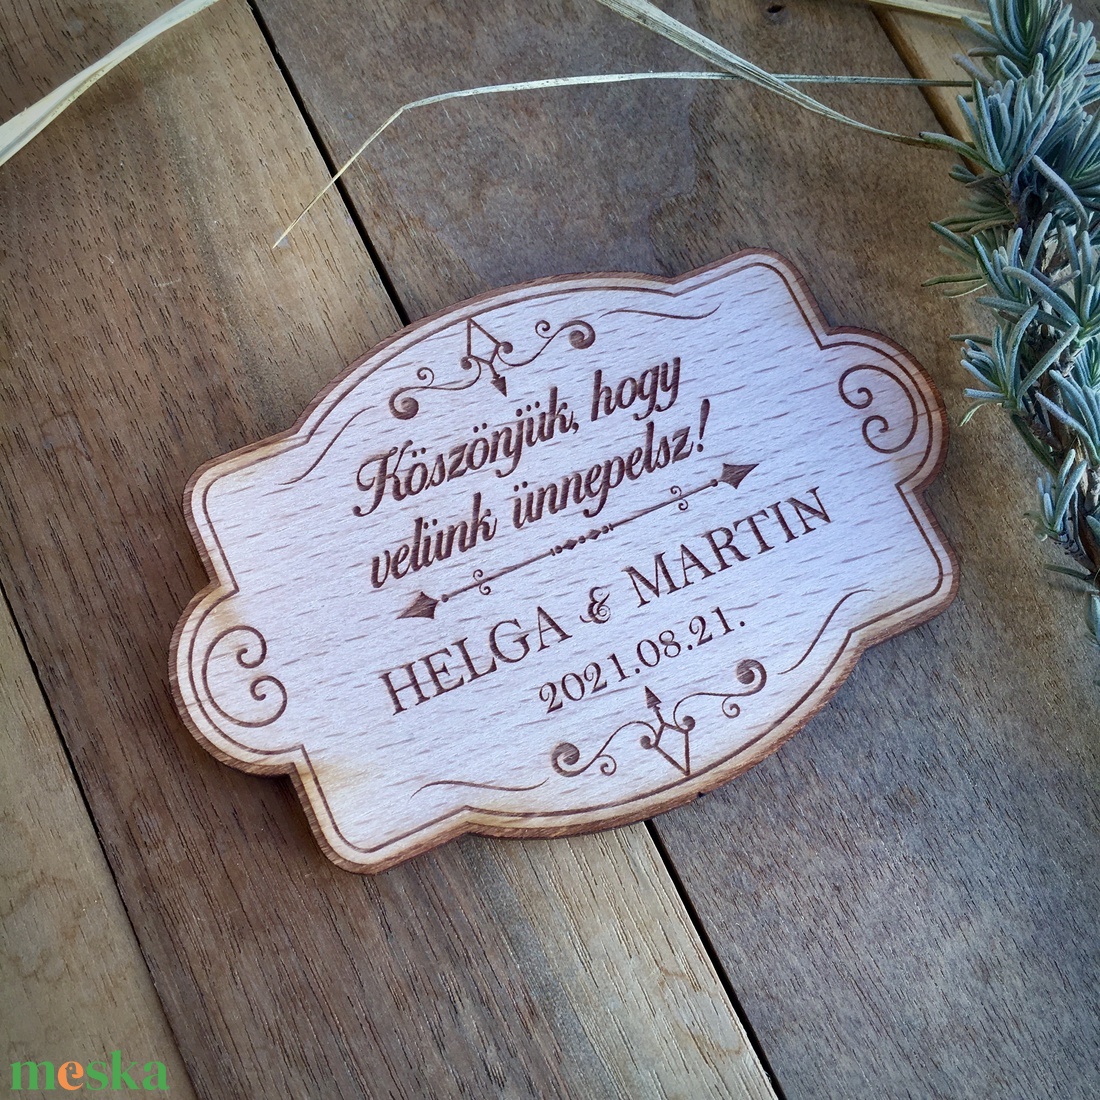 Köszönjük, hogy
velünk ünnepelsz!
HELGA & MARTIN
2021.08.21.
meska